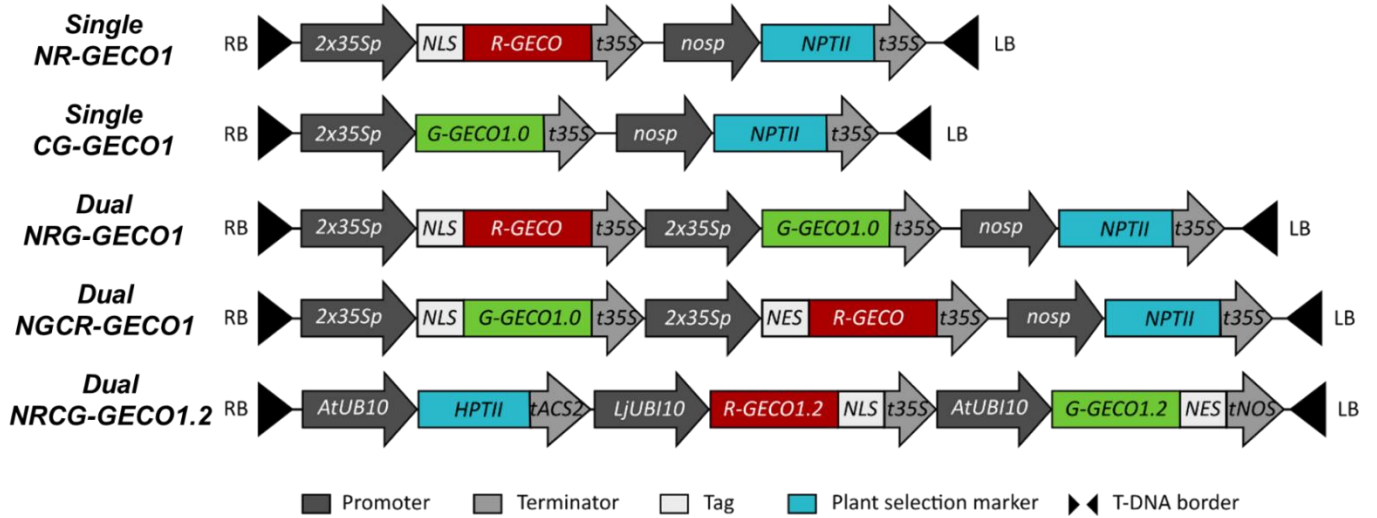 Single
NR-GECO1
RB 2x35Sp NLS R-GECO t35S nosp NPTII t35S LB
Single
CG-GECO1
RB 2x35Sp G-GECO1.0 t35S nosp NPTII t35S LB
Dual
NRG-GECO1
RB 2x35Sp NLS R-GECO t35S 2x35Sp G-GECO1.0 t35S nosp NPTII t35S LB
Dual
NGCR-GECO1
RB 2x35Sp NLS G-GECO1.0 t35S 2x35Sp NES R-GECO t35S nosp NPTII t35S LB
Dual
NRCG-GECO1.2
RB AtUB10 HPTII tACS2 LjUBI10 R-GECO1.2 NLS t35S AtUBI10 G-GECO1.2 NES tNOS LB
Promoter Terminator Tag Plant selection marker T-DNA border